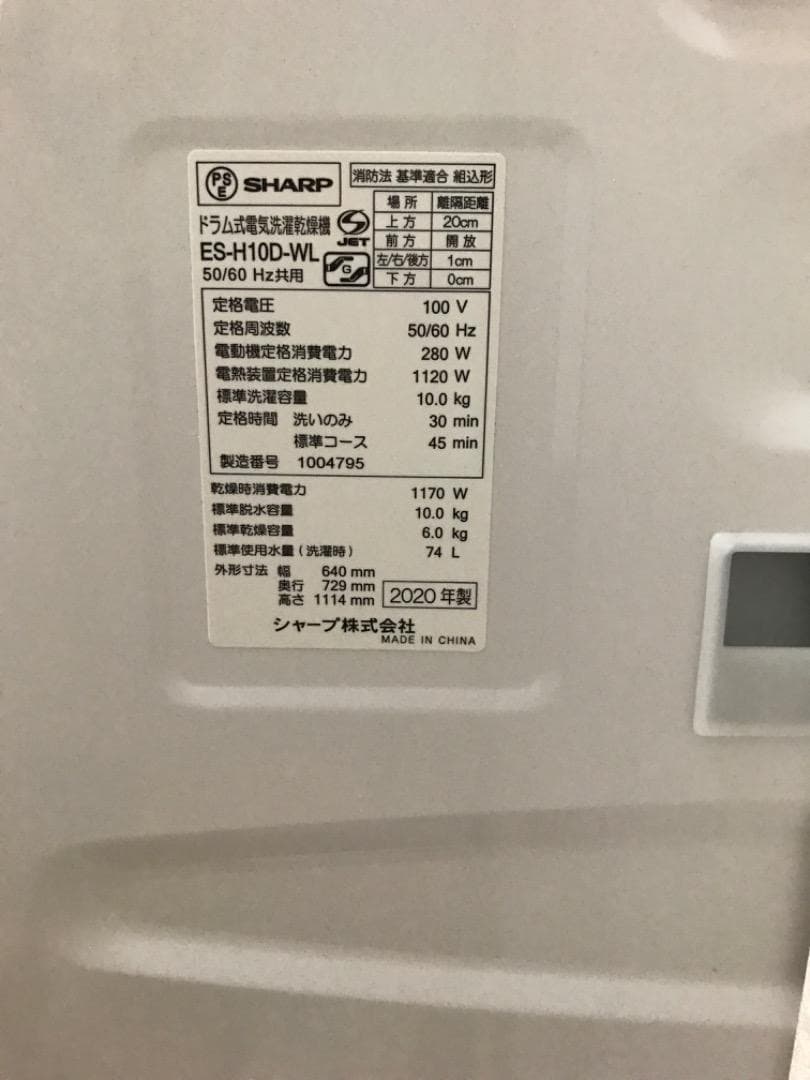 PSE SHARP
消防法 基準適合 組込形
場所 離隔距離
上方 20cm
前方 開放
左/右/後方 1cm
下方 0cm
ドラム式電気洗濯乾燥機
ES-H10D-WL
50/60 Hz共用
S JET
G
定格電圧 100 V
定格周波数 50/60 Hz
電動機定格消費電力 280 W
電熱装置定格消費電力 1120 W
標準洗濯容量 10.0 kg
定格時間 洗いのみ 30 min
標準コース 45 min
製造番号 1004795
乾燥時消費電力 1170 W
標準脱水容量 10.0 kg
標準乾燥容量 6.0 kg
標準使用水量(洗濯時) 74 L
外形寸法 幅 640 mm
奥行 729 mm
高さ 1114 mm 2020 年製
シャープ株式会社
MADE IN CHINA